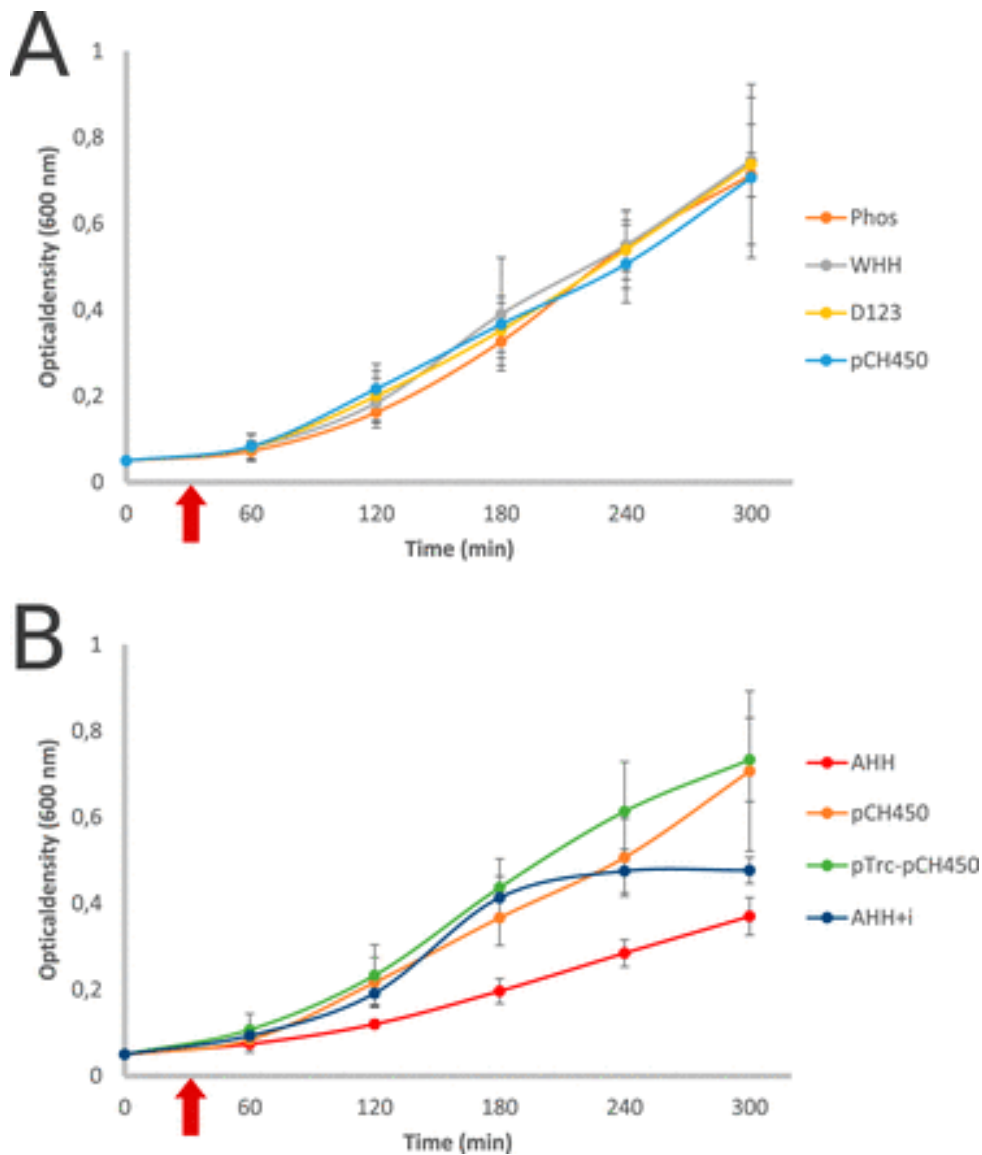 A
1
0,8
0,6
0,4
0,2
0
Opticaldensity (600 nm)
0 60 120 180 240 300
Time (min)
Phos
WHH
D123
pCH450
B
1
0,8
0,6
0,4
0,2
0
Opticaldensity (600 nm)
0 60 120 180 240 300
Time (min)
AHH
pCH450
pTrc-pCH450
AHH+i